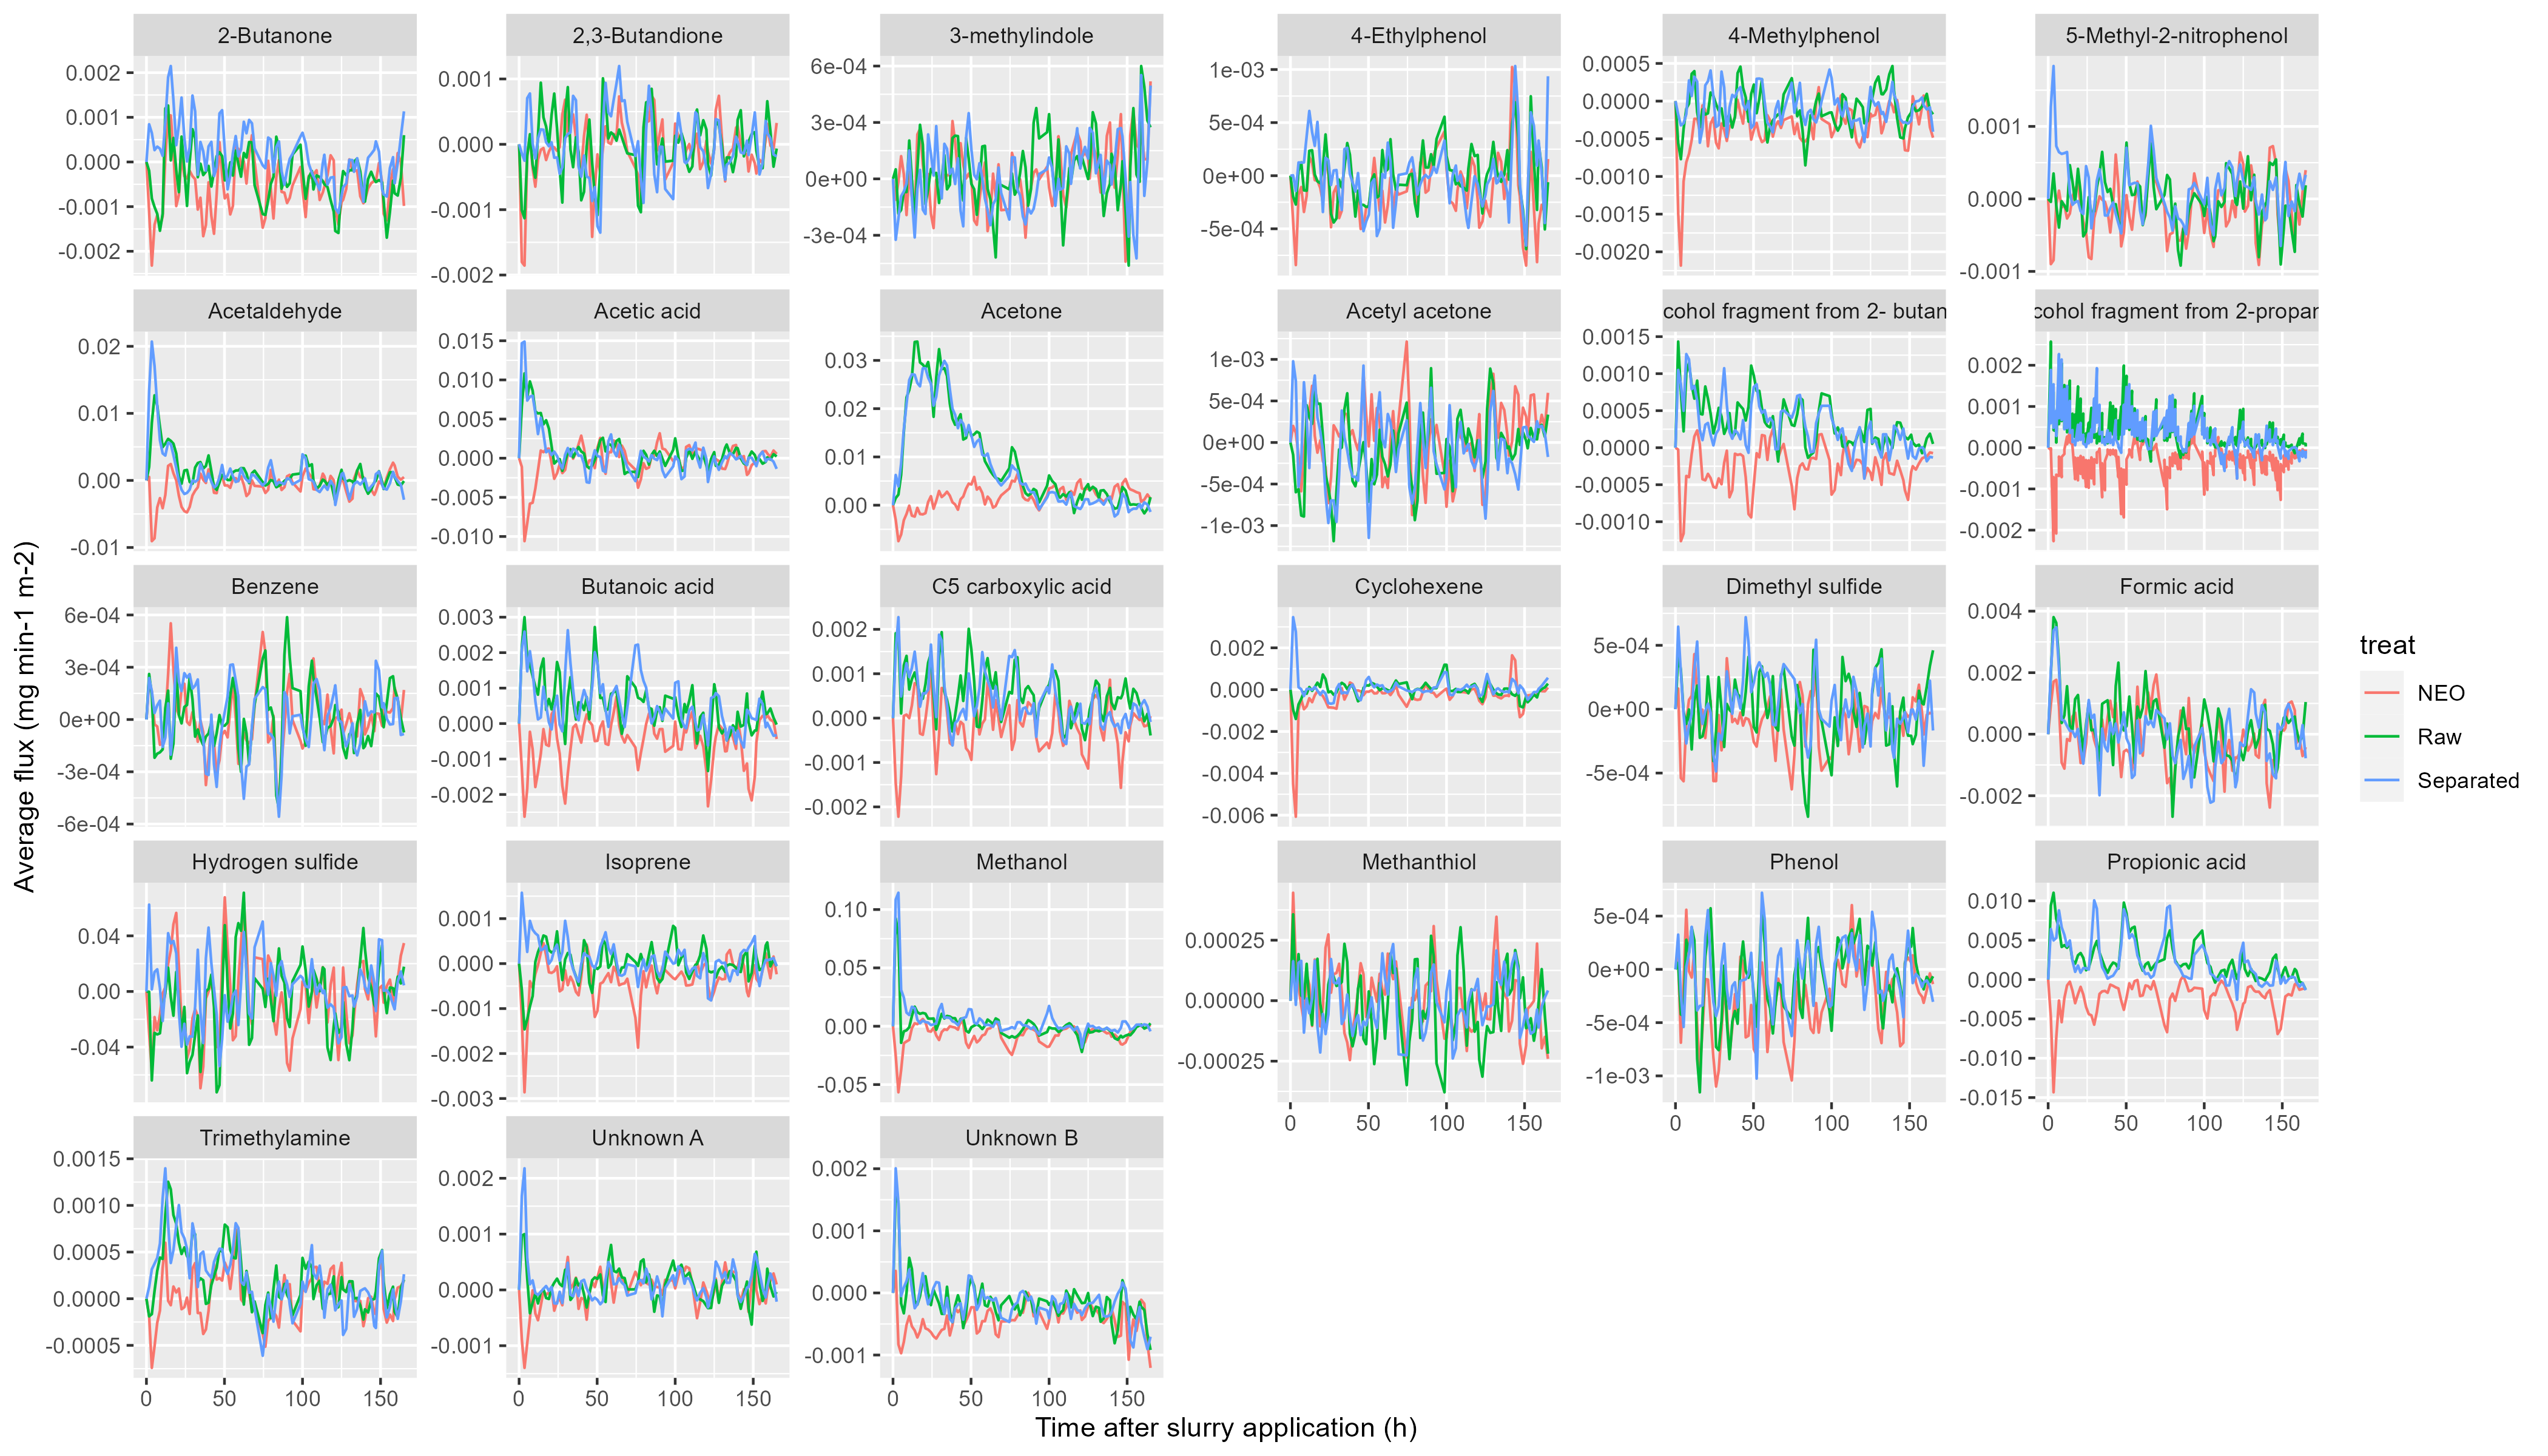 2-Butanone
2,3-Butandione
3-methylindole
4-Ethylphenol
4-Methylphenol
5-Methyl-2-nitrophenol
0.002
0.001
0.000
-0.001
-0.002
0.001
0.000
-0.001
-0.002
6e-04
3e-04
0e+00
-3e-04
1e-03
5e-04
0e+00
-5e-04
0.0005
0.0000
-0.0005
-0.0010
-0.0015
-0.0020
0.001
0.000
-0.001
Acetaldehyde
Acetic acid
Acetone
Acetyl acetone
cohol fragment from 2- butan
cohol fragment from 2-propar
0.02
0.01
0.00
-0.01
0.015
0.010
0.005
0.000
-0.005
-0.010
0.03
0.02
0.01
0.00
1e-03
5e-04
0e+00
-5e-04
-1e-03
0.0015
0.0010
0.0005
0.0000
-0.0005
-0.0010
0.002
0.001
0.000
-0.001
-0.002
Benzene
Butanoic acid
C5 carboxylic acid
Cyclohexene
Dimethyl sulfide
Formic acid
6e-04
3e-04
0e+00
-3e-04
-6e-04
0.003
0.002
0.001
0.000
-0.001
-0.002
0.002
0.001
0.000
-0.001
-0.002
0.002
0.000
-0.002
-0.004
-0.006
5e-04
0e+00
-5e-04
0.004
0.002
0.000
-0.002
Hydrogen sulfide
Isoprene
Methanol
Methanthiol
Phenol
Propionic acid
0.04
0.00
-0.04
0.001
0.000
-0.001
-0.002
-0.003
0.10
0.05
0.00
-0.05
0.00025
0.00000
-0.00025
5e-04
0e+00
-5e-04
-1e-03
0.010
0.005
0.000
-0.005
-0.010
-0.015
0 50 100 150
0 50 100 150
0 50 100 150
Trimethylamine
Unknown A
Unknown B
0.0015
0.0010
0.0005
0.0000
-0.0005
0.002
0.001
0.000
-0.001
0.002
0.001
0.000
-0.001
0 50 100 150
0 50 100 150
0 50 100 150
Time after slurry application (h)
Average flux (mg min-1 m-2)
treat
NEO
Raw
Separated